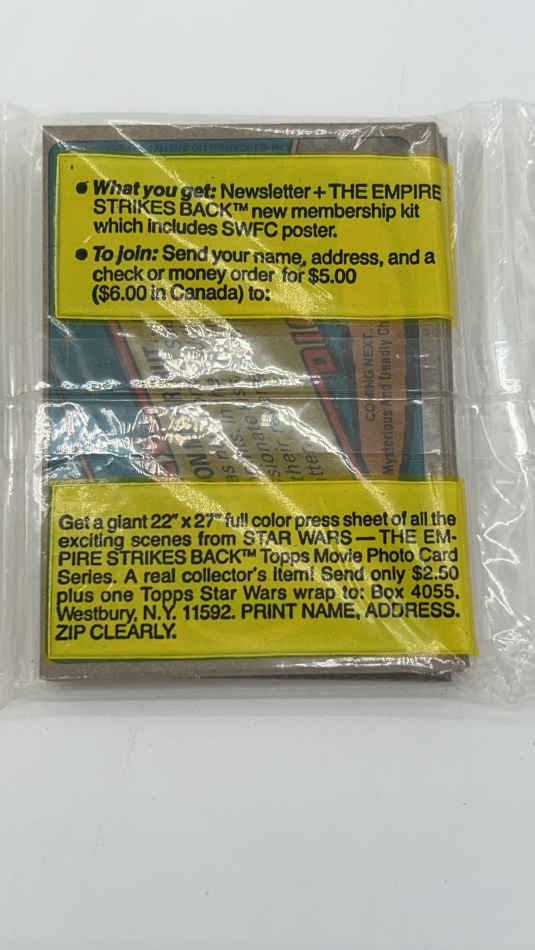 ● What you get: Newsletter + THE EMPIRE
STRIKES BACK™ new membership kit
which includes SWFC poster.
● To join: Send your name, address, and a
check or money order for $5.00
($6.00 in Canada) to:
COMING NEXT...
Mysterious and Deadly Ch
Get a giant 22" x 27" full color press sheet of all the
exciting scenes from STAR WARS — THE EM-
PIRE STRIKES BACK™ Topps Movie Photo Card
Series. A real collector's item! Send only $2.50
plus one Topps Star Wars wrap to: Box 4055,
Westbury, N.Y. 11592. PRINT NAME, ADDRESS.
ZIP CLEARLY.